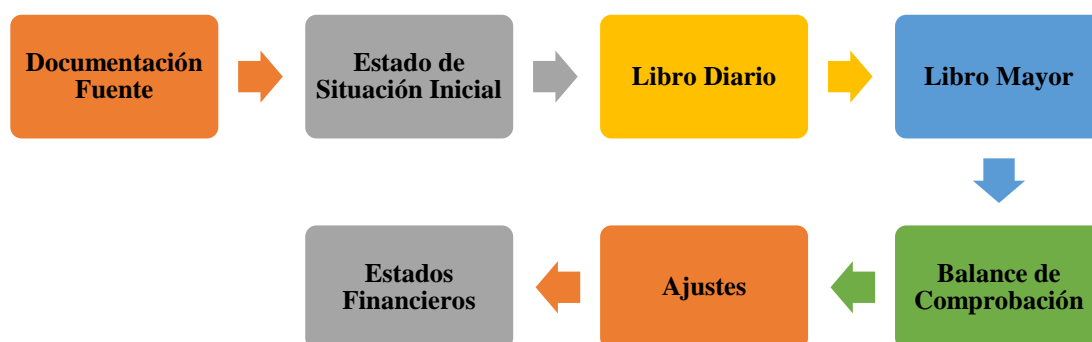 Documentación
Fuente
Estado de
Situación Inicial
Libro Diario
Libro Mayor
Balance de
Comprobación
Ajustes
Estados
Financieros